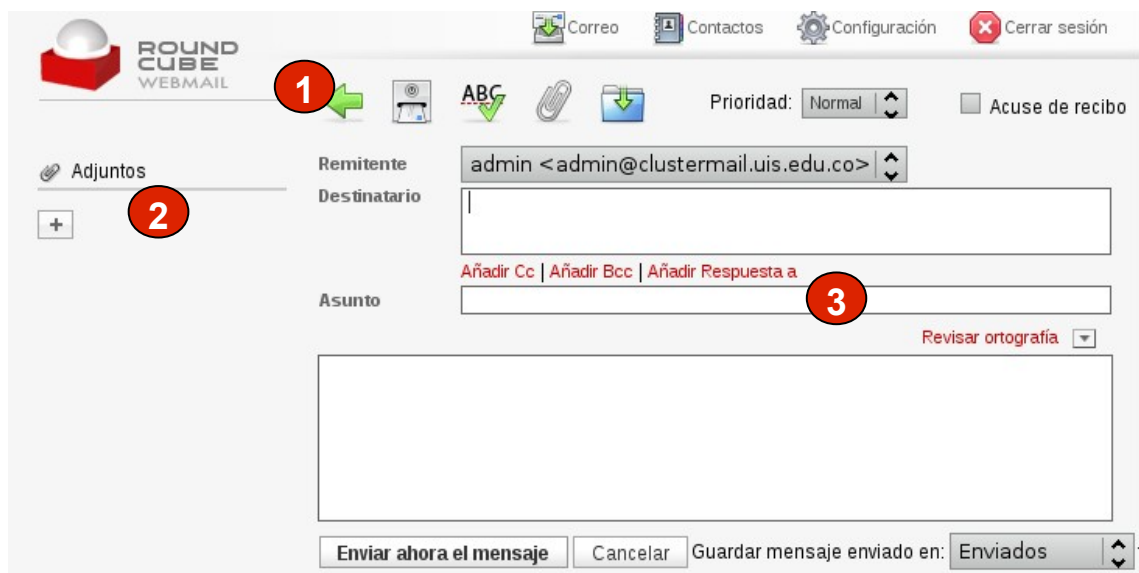 Correo Contactos Configuración Cerrar sesión
ROUND
CUBE
WEBMAIL
1
ABC
Prioridad: Normal Acuse de recibo
Adjuntos
2
+
Remitente admin <admin@clustermail.uis.edu.co>
Destinatario
Añadir Cc | Añadir Bcc | Añadir Respuesta a
Asunto
3
Revisar ortografía
Enviar ahora el mensaje Cancelar Guardar mensaje enviado en: Enviados